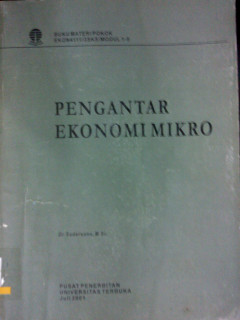 BUKU MATERI POKOK
PENGANTAR
EKONOMI MIKRO
PUSAT PENERBITAN
UNIVERSITAS TERBUKA